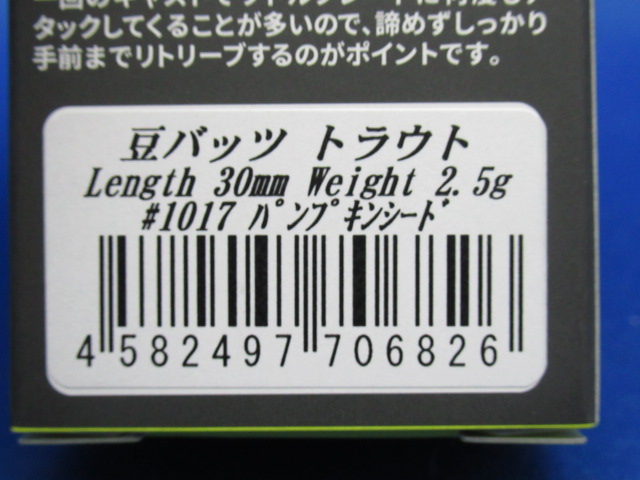 タックしてくることが多いので、諦めずしっかり
手前までリトリーブするのがポイントです。
豆バッツ トラウト
Length 30mm Weight 2.5g
#1017 ﾊﾟﾝﾌﾟｷﾝｼｰﾄﾞ
4 582497 706826